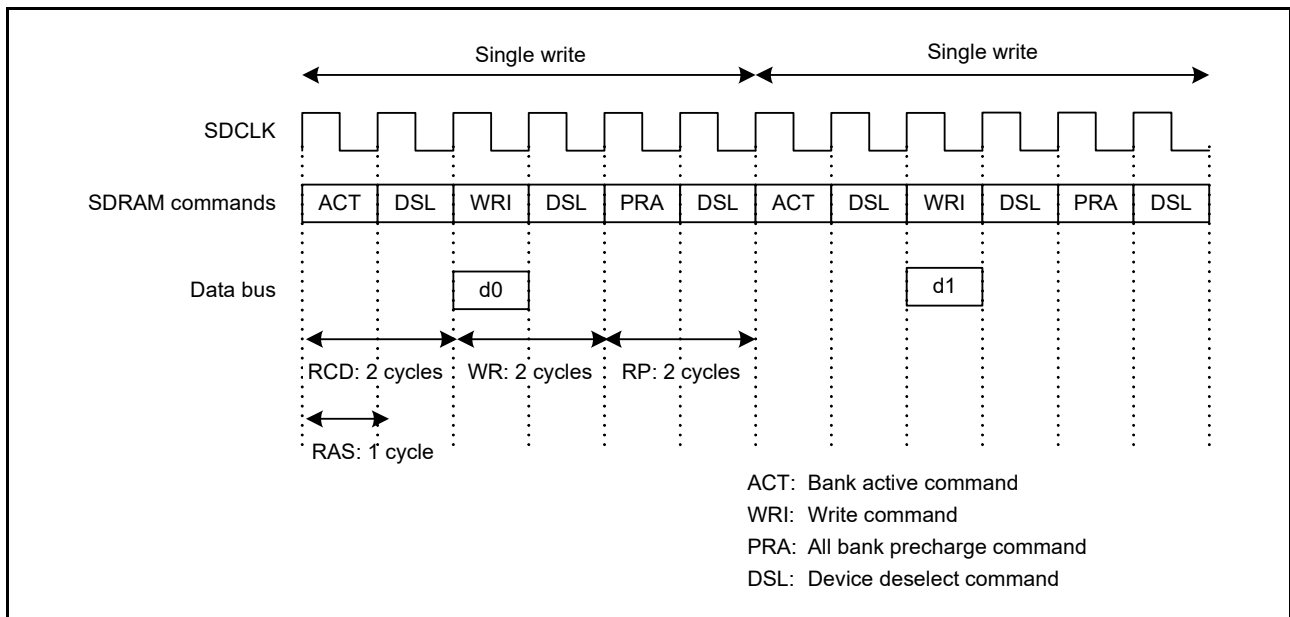 Single write Single write
SDCLK
SDRAM commands ACT DSL WRI DSL PRA DSL ACT DSL WRI DSL PRA DSL
Data bus d0 d1
RCD: 2 cycles WR: 2 cycles RP: 2 cycles
RAS: 1 cycle
ACT: Bank active command
WRI: Write command
PRA: All bank precharge command
DSL: Device deselect command